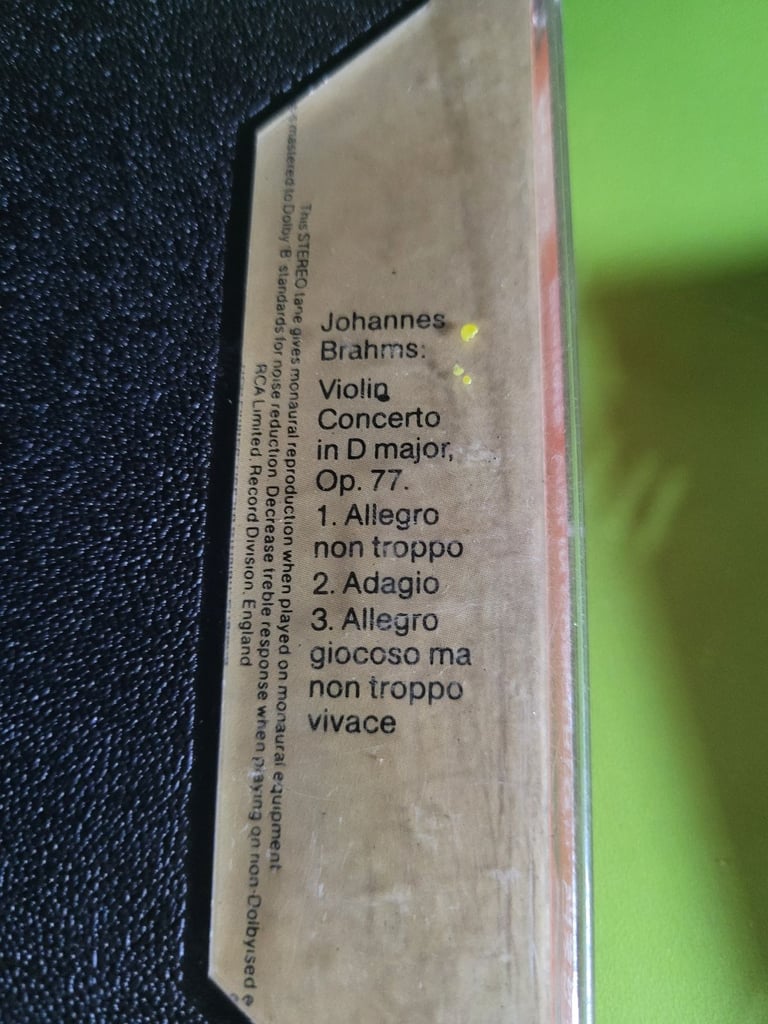 Johannes
Brahms:
Violin
Concerto
in D major,
Op. 77.
1. Allegro
non troppo
2. Adagio
3. Allegro
giocoso ma
non troppo
vivace
This STEREO tape gives monaural reproduction when played on monaural equipment
mastered to Dolby 'B' standards for noise reduction. Decrease treble response when playing on non-Dolbyised
RCA Limited, Record Division, England